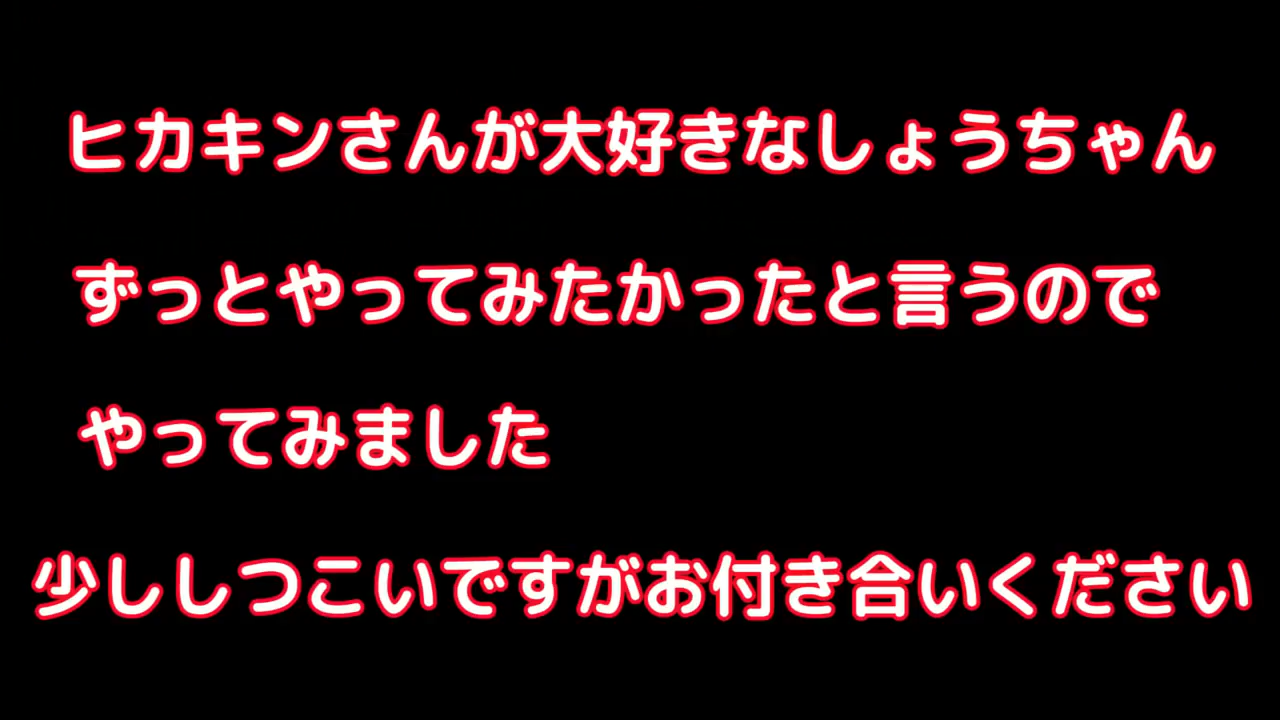 ヒカキンさんが大好きなしょうちゃん
ずっとやってみたかったと言うので
やってみました
少ししつこいですがお付き合いください